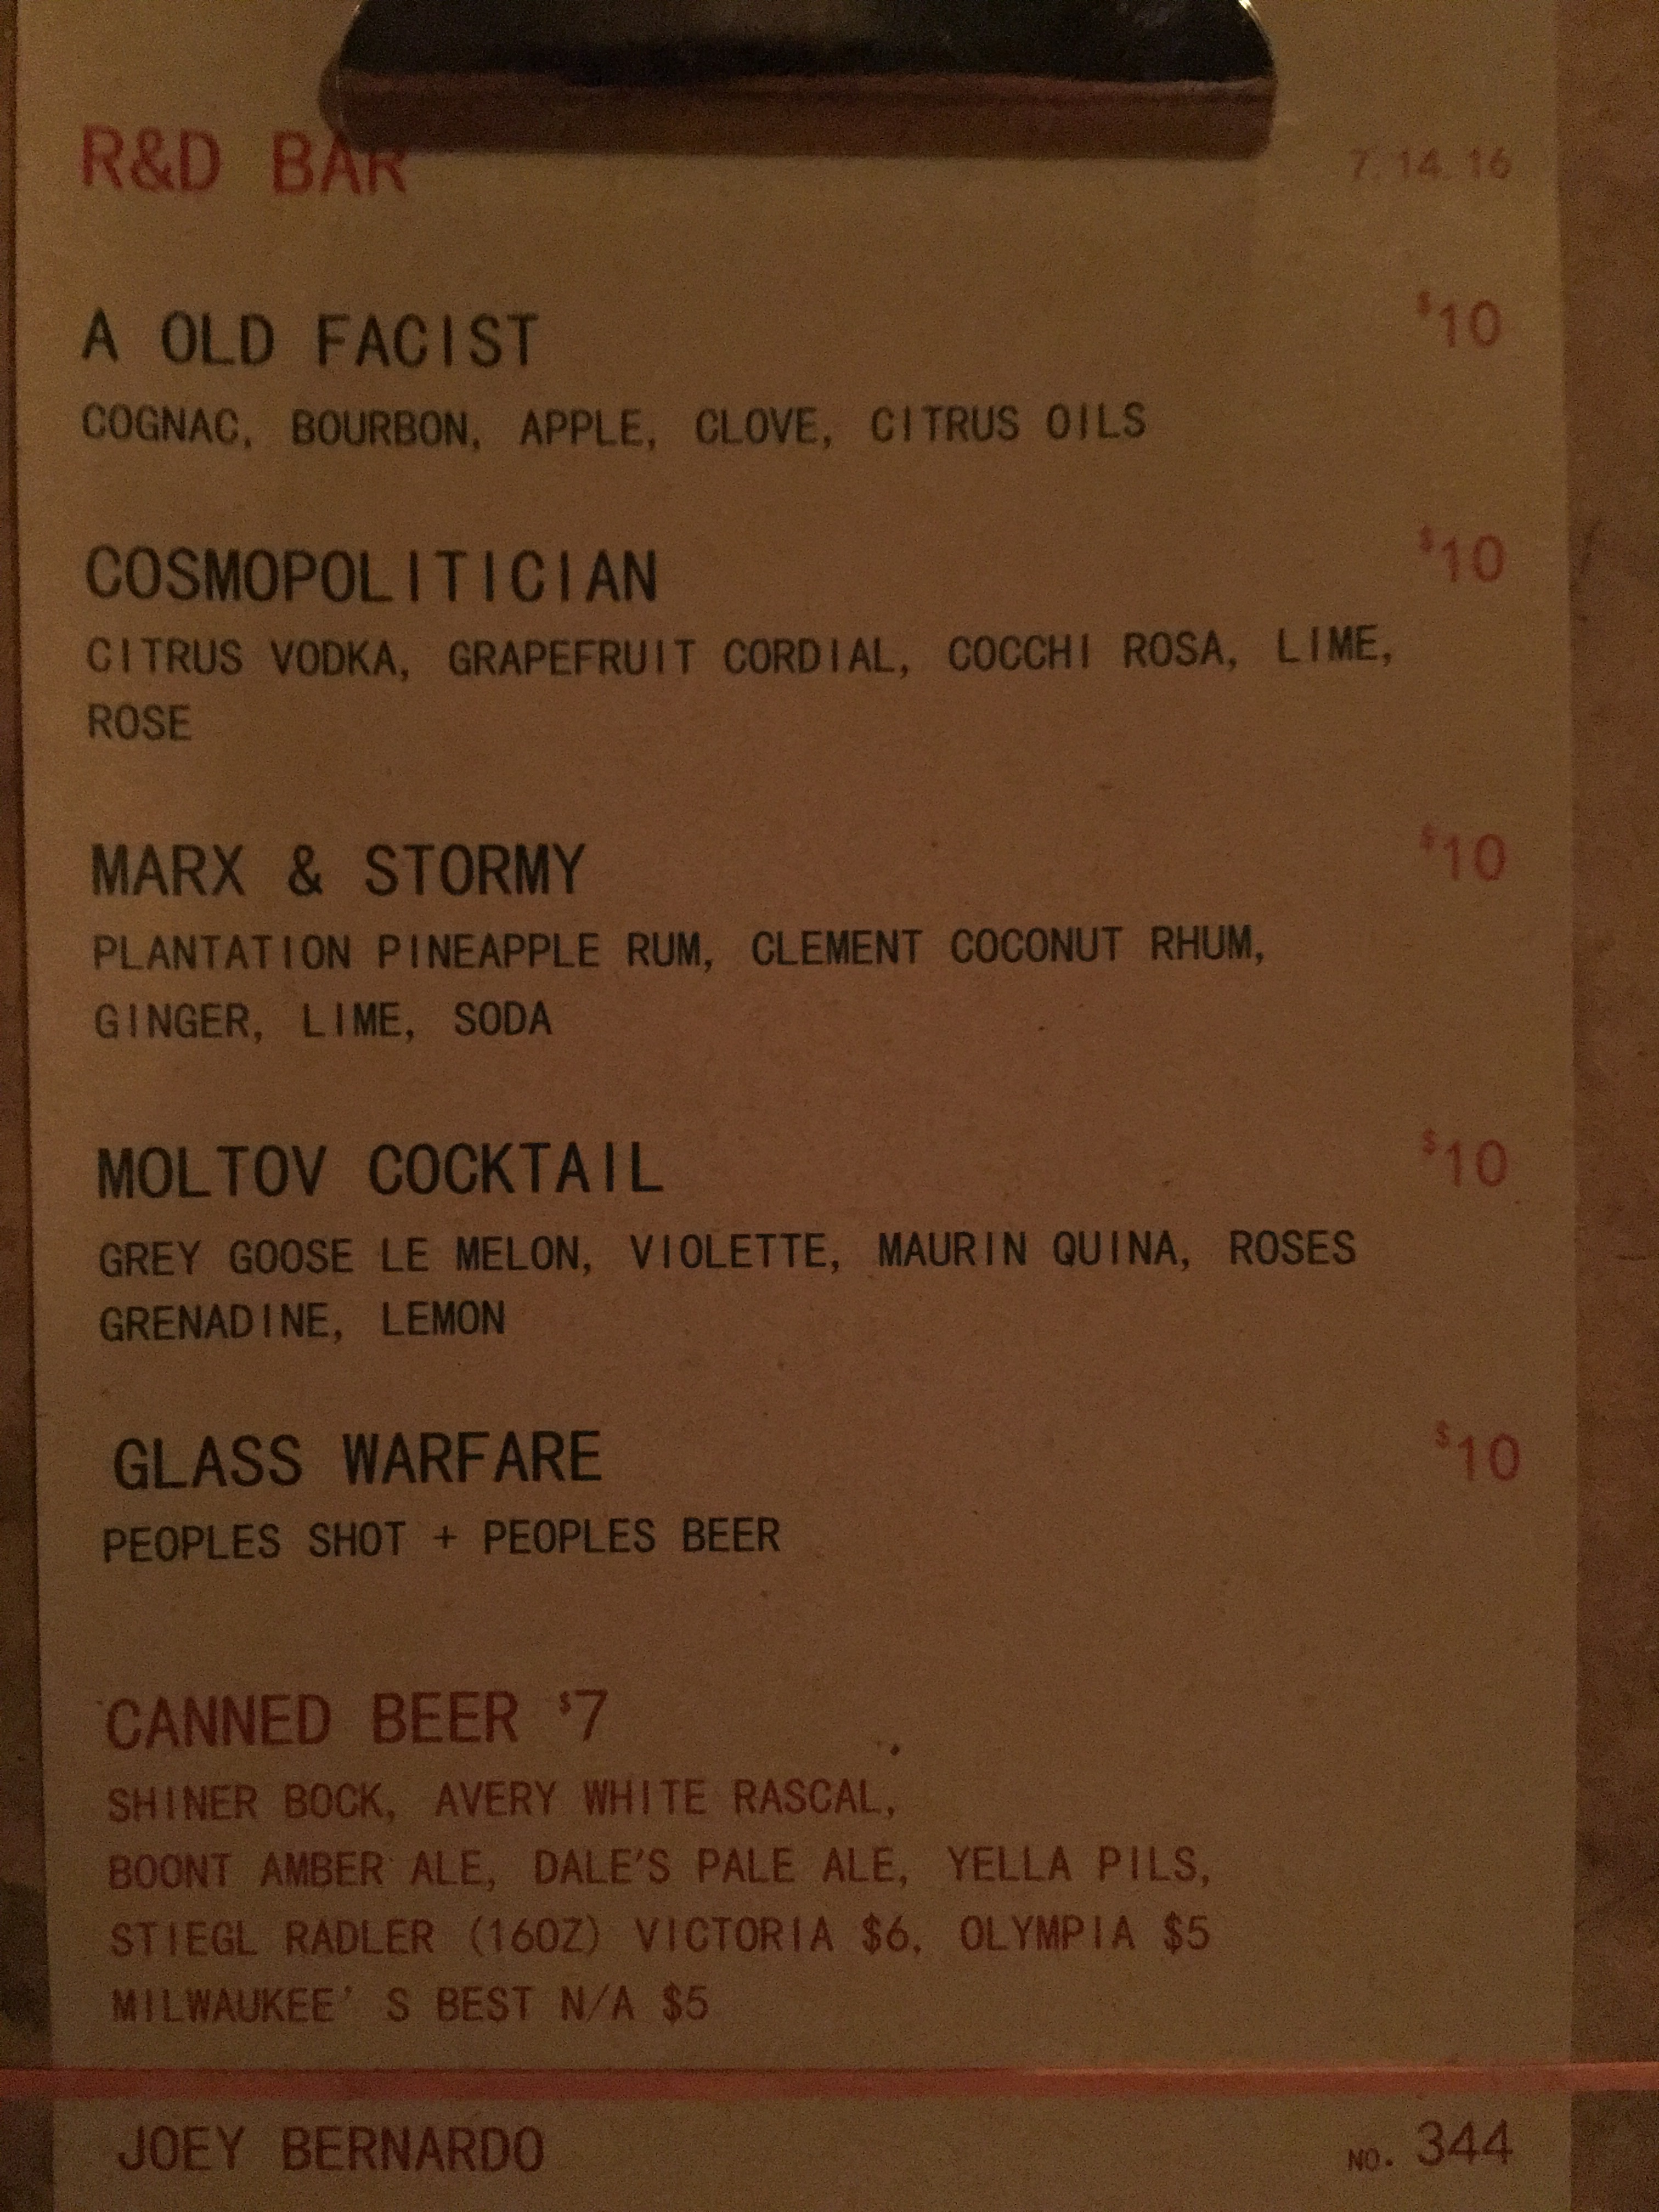 R&D BAR 7.14.16
A OLD FACIST $10
COGNAC, BOURBON, APPLE, CLOVE, CITRUS OILS
COSMOPOLITICIAN $10
CITRUS VODKA, GRAPEFRUIT CORDIAL, COCCHI ROSA, LIME,
ROSE
MARX & STORMY $10
PLANTATION PINEAPPLE RUM, CLEMENT COCONUT RHUM,
GINGER, LIME, SODA
MOLTOV COCKTAIL $10
GREY GOOSE LE MELON, VIOLETTE, MAURIN QUINA, ROSES
GRENADINE, LEMON
GLASS WARFARE $10
PEOPLES SHOT + PEOPLES BEER
CANNED BEER $7
SHINER BOCK, AVERY WHITE RASCAL,
BOONT AMBER ALE, DALE'S PALE ALE, YELLA PILS,
STIEGL RADLER (16OZ) VICTORIA $6, OLYMPIA $5
MILWAUKEE' S BEST N/A $5
JOEY BERNARDO NO. 344